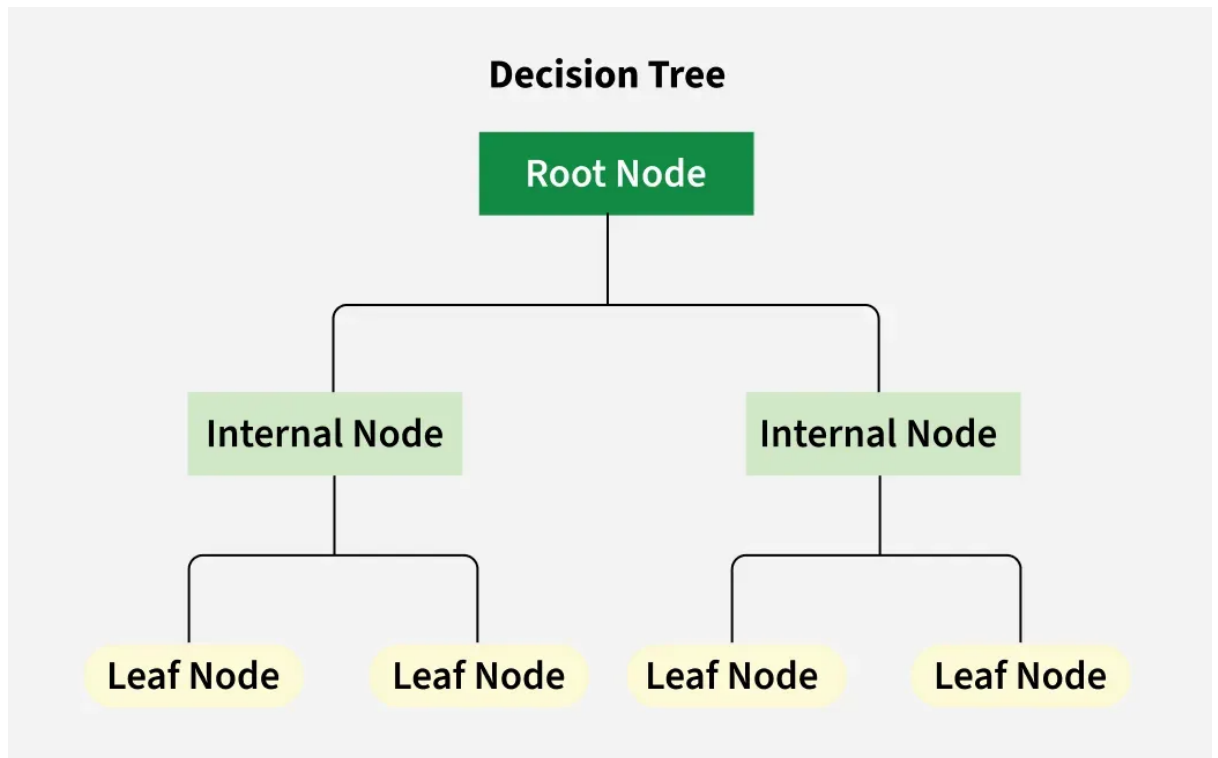 Decision Tree
Root Node
Internal Node
Internal Node
Leaf Node
Leaf Node
Leaf Node
Leaf Node